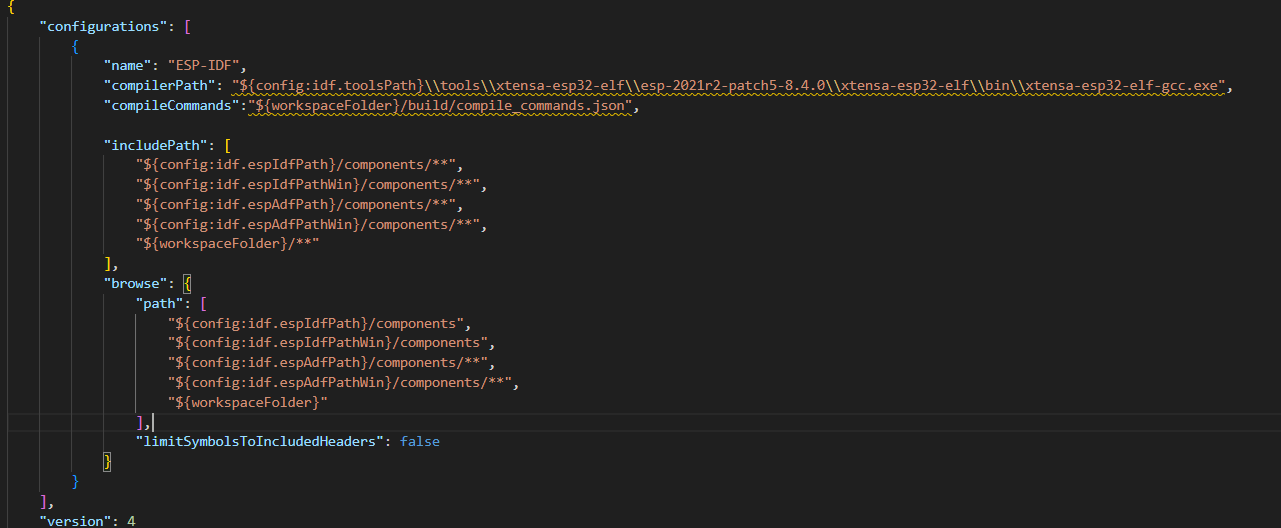 {
"configurations": [
{
"name": "ESP-IDF",
"compilerPath": "${config:idf.toolsPath}\\tools\\xtensa-esp32-elf\\esp-2021r2-patch5-8.4.0\\xtensa-esp32-elf\\bin\\xtensa-esp32-elf-gcc.exe",
"compileCommands":"${workspaceFolder}/build/compile_commands.json",
"includePath": [
"${config:idf.espIdfPath}/components/**",
"${config:idf.espIdfPathWin}/components/**",
"${config:idf.espAdfPath}/components/**",
"${config:idf.espAdfPathWin}/components/**",
"${workspaceFolder}/**"
],
"browse": {
"path": [
"${config:idf.espIdfPath}/components",
"${config:idf.espIdfPathWin}/components",
"${config:idf.espAdfPath}/components/**",
"${config:idf.espAdfPathWin}/components/**",
"${workspaceFolder}"
],
"limitSymbolsToIncludedHeaders": false
}
}
],
"version": 4